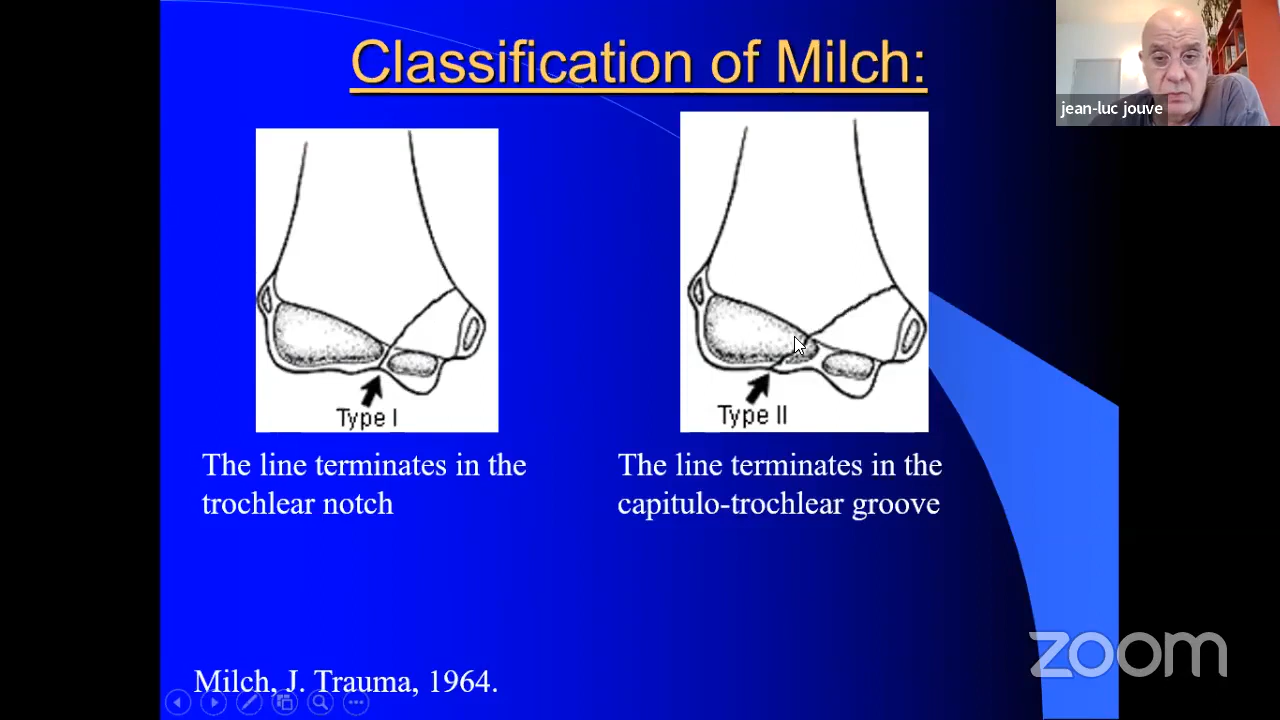 Classification of Milch:
jean-luc jouve
Type I
Type II
The line terminates in the
trochlear notch
The line terminates in the
capitulo-trochlear groove
Milch, J. Trauma, 1964.
zoom